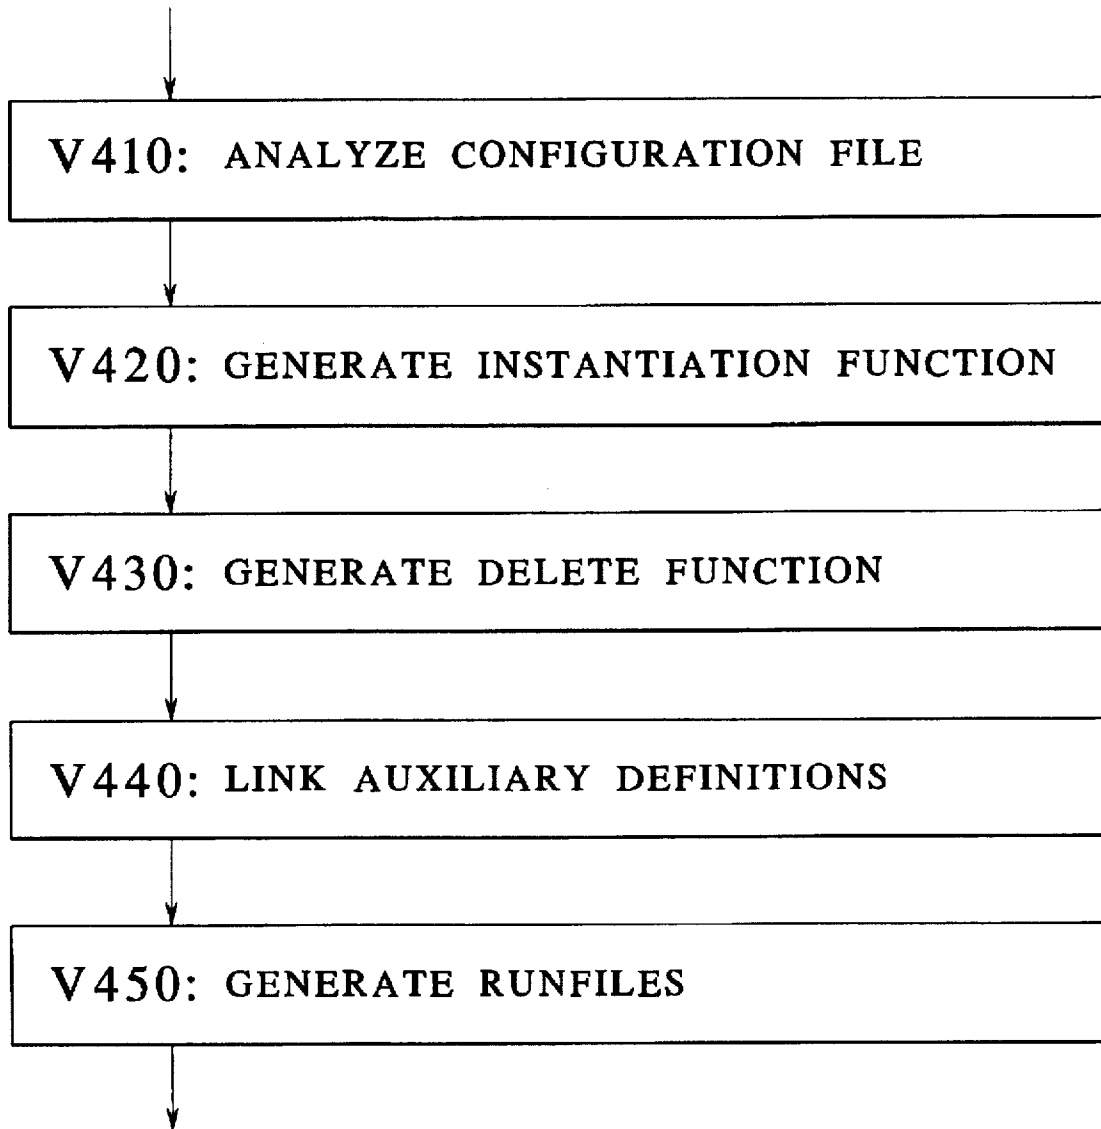 V410: ANALYZE CONFIGURATION FILE
V420: GENERATE INSTANTIATION FUNCTION
V430: GENERATE DELETE FUNCTION
V440: LINK AUXILIARY DEFINITIONS
V450: GENERATE RUNFILES